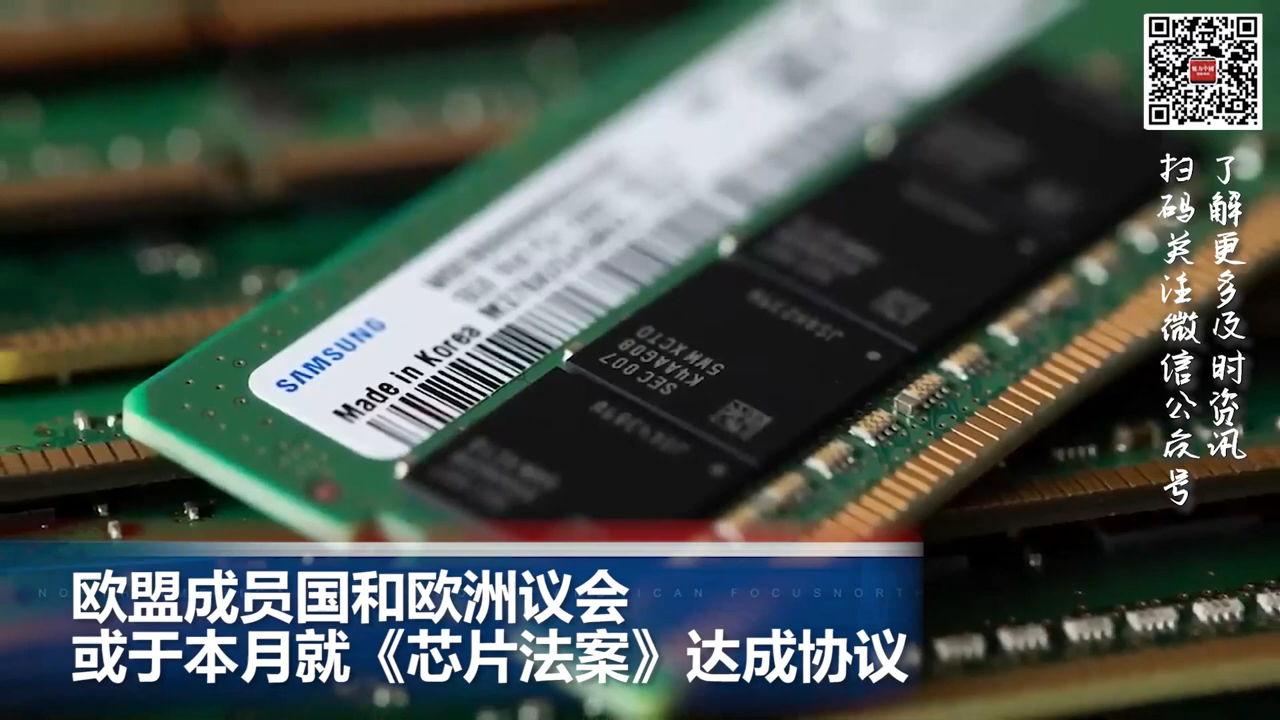 了解更多及时资讯
扫码关注微信公众号
SAMSUNG
Made in Korea
SEC 007
K4AAG08
5WM XCTD
欧盟成员国和欧洲议会
或于本月就《芯片法案》达成协议